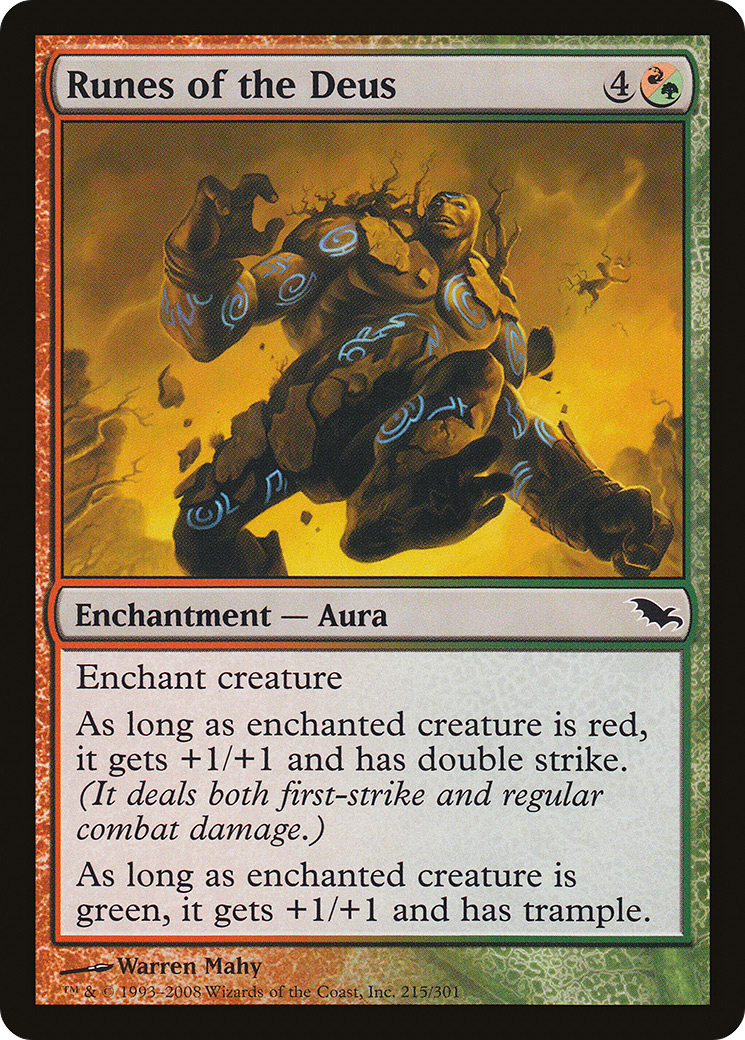 Runes of the Deus 4
Enchantment — Aura
Enchant creature
As long as enchanted creature is red,
it gets +1/+1 and has double strike.
(It deals both first-strike and regular
combat damage.)
As long as enchanted creature is
green, it gets +1/+1 and has trample.
Warren Mahy
™ & © 1993–2008 Wizards of the Coast, Inc. 215/301